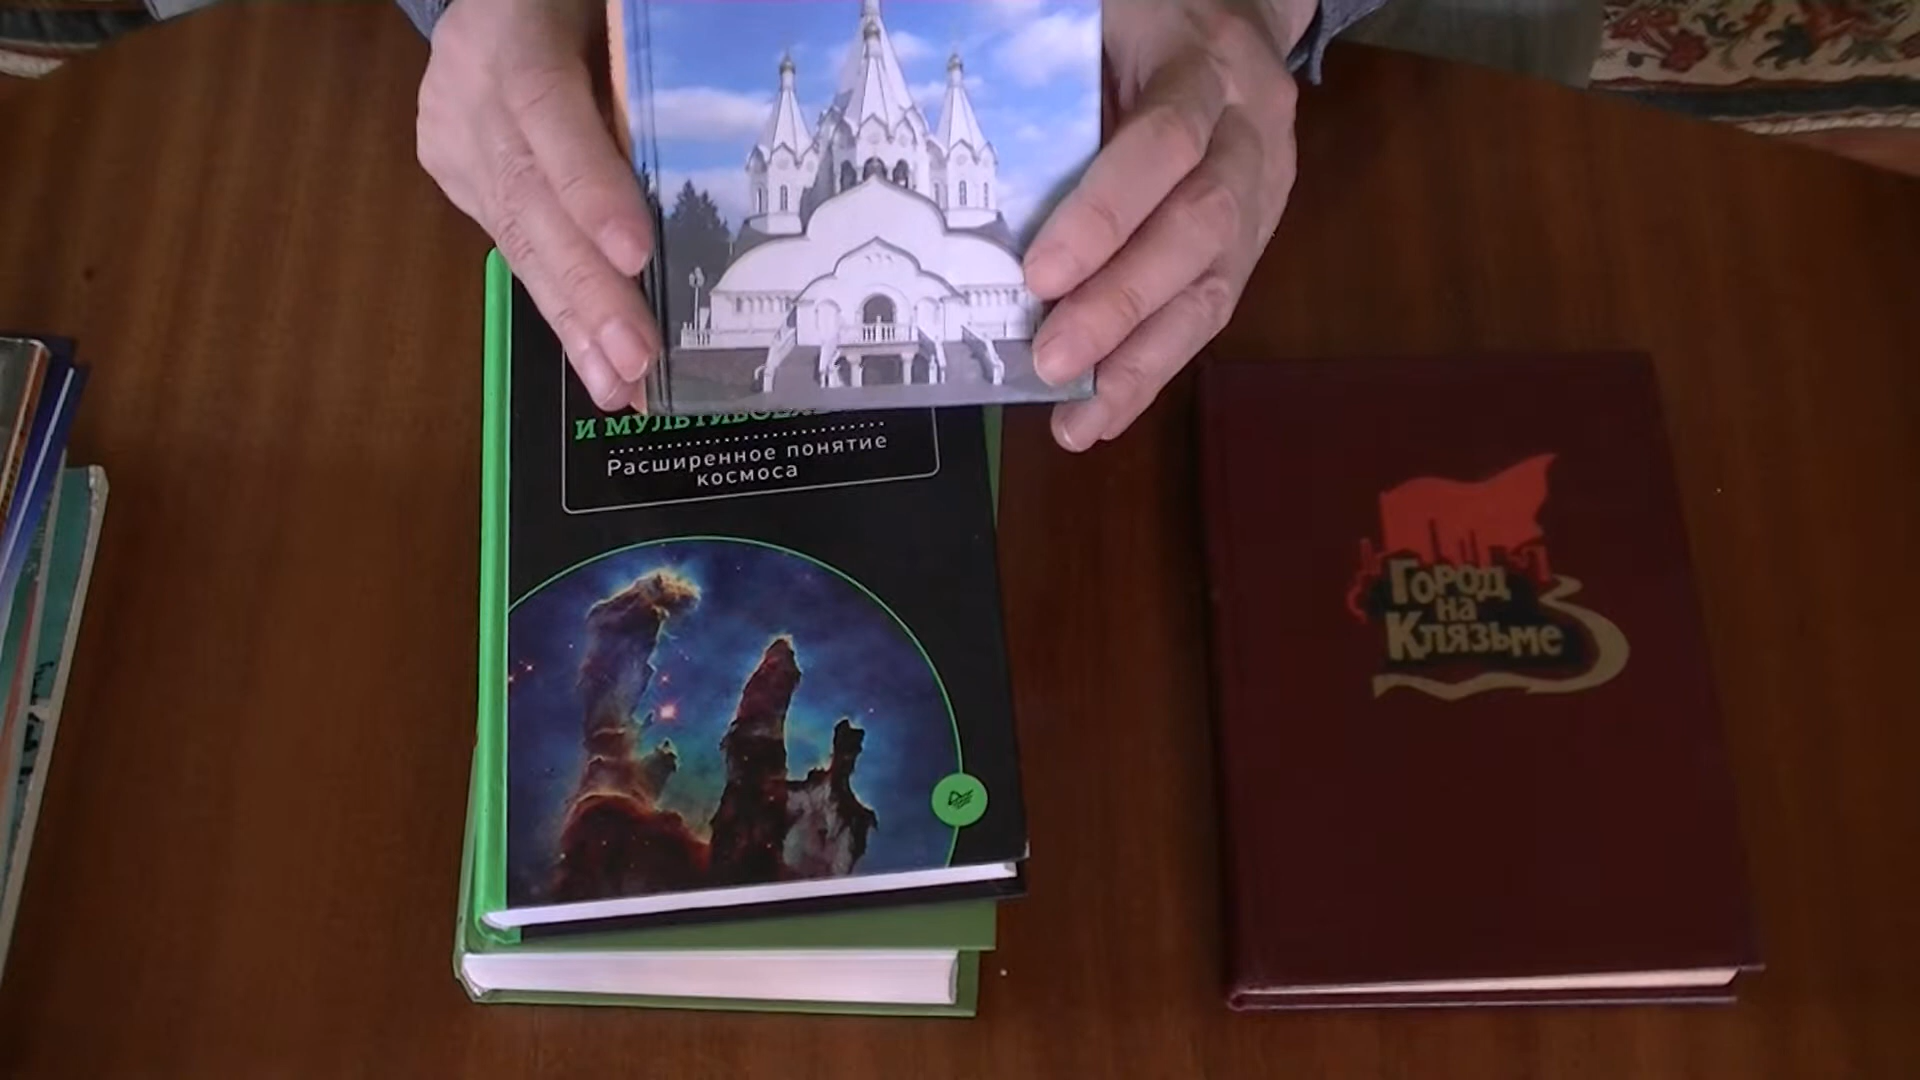 И
Расширенное понятие
космоса
Город
на
Клязьме